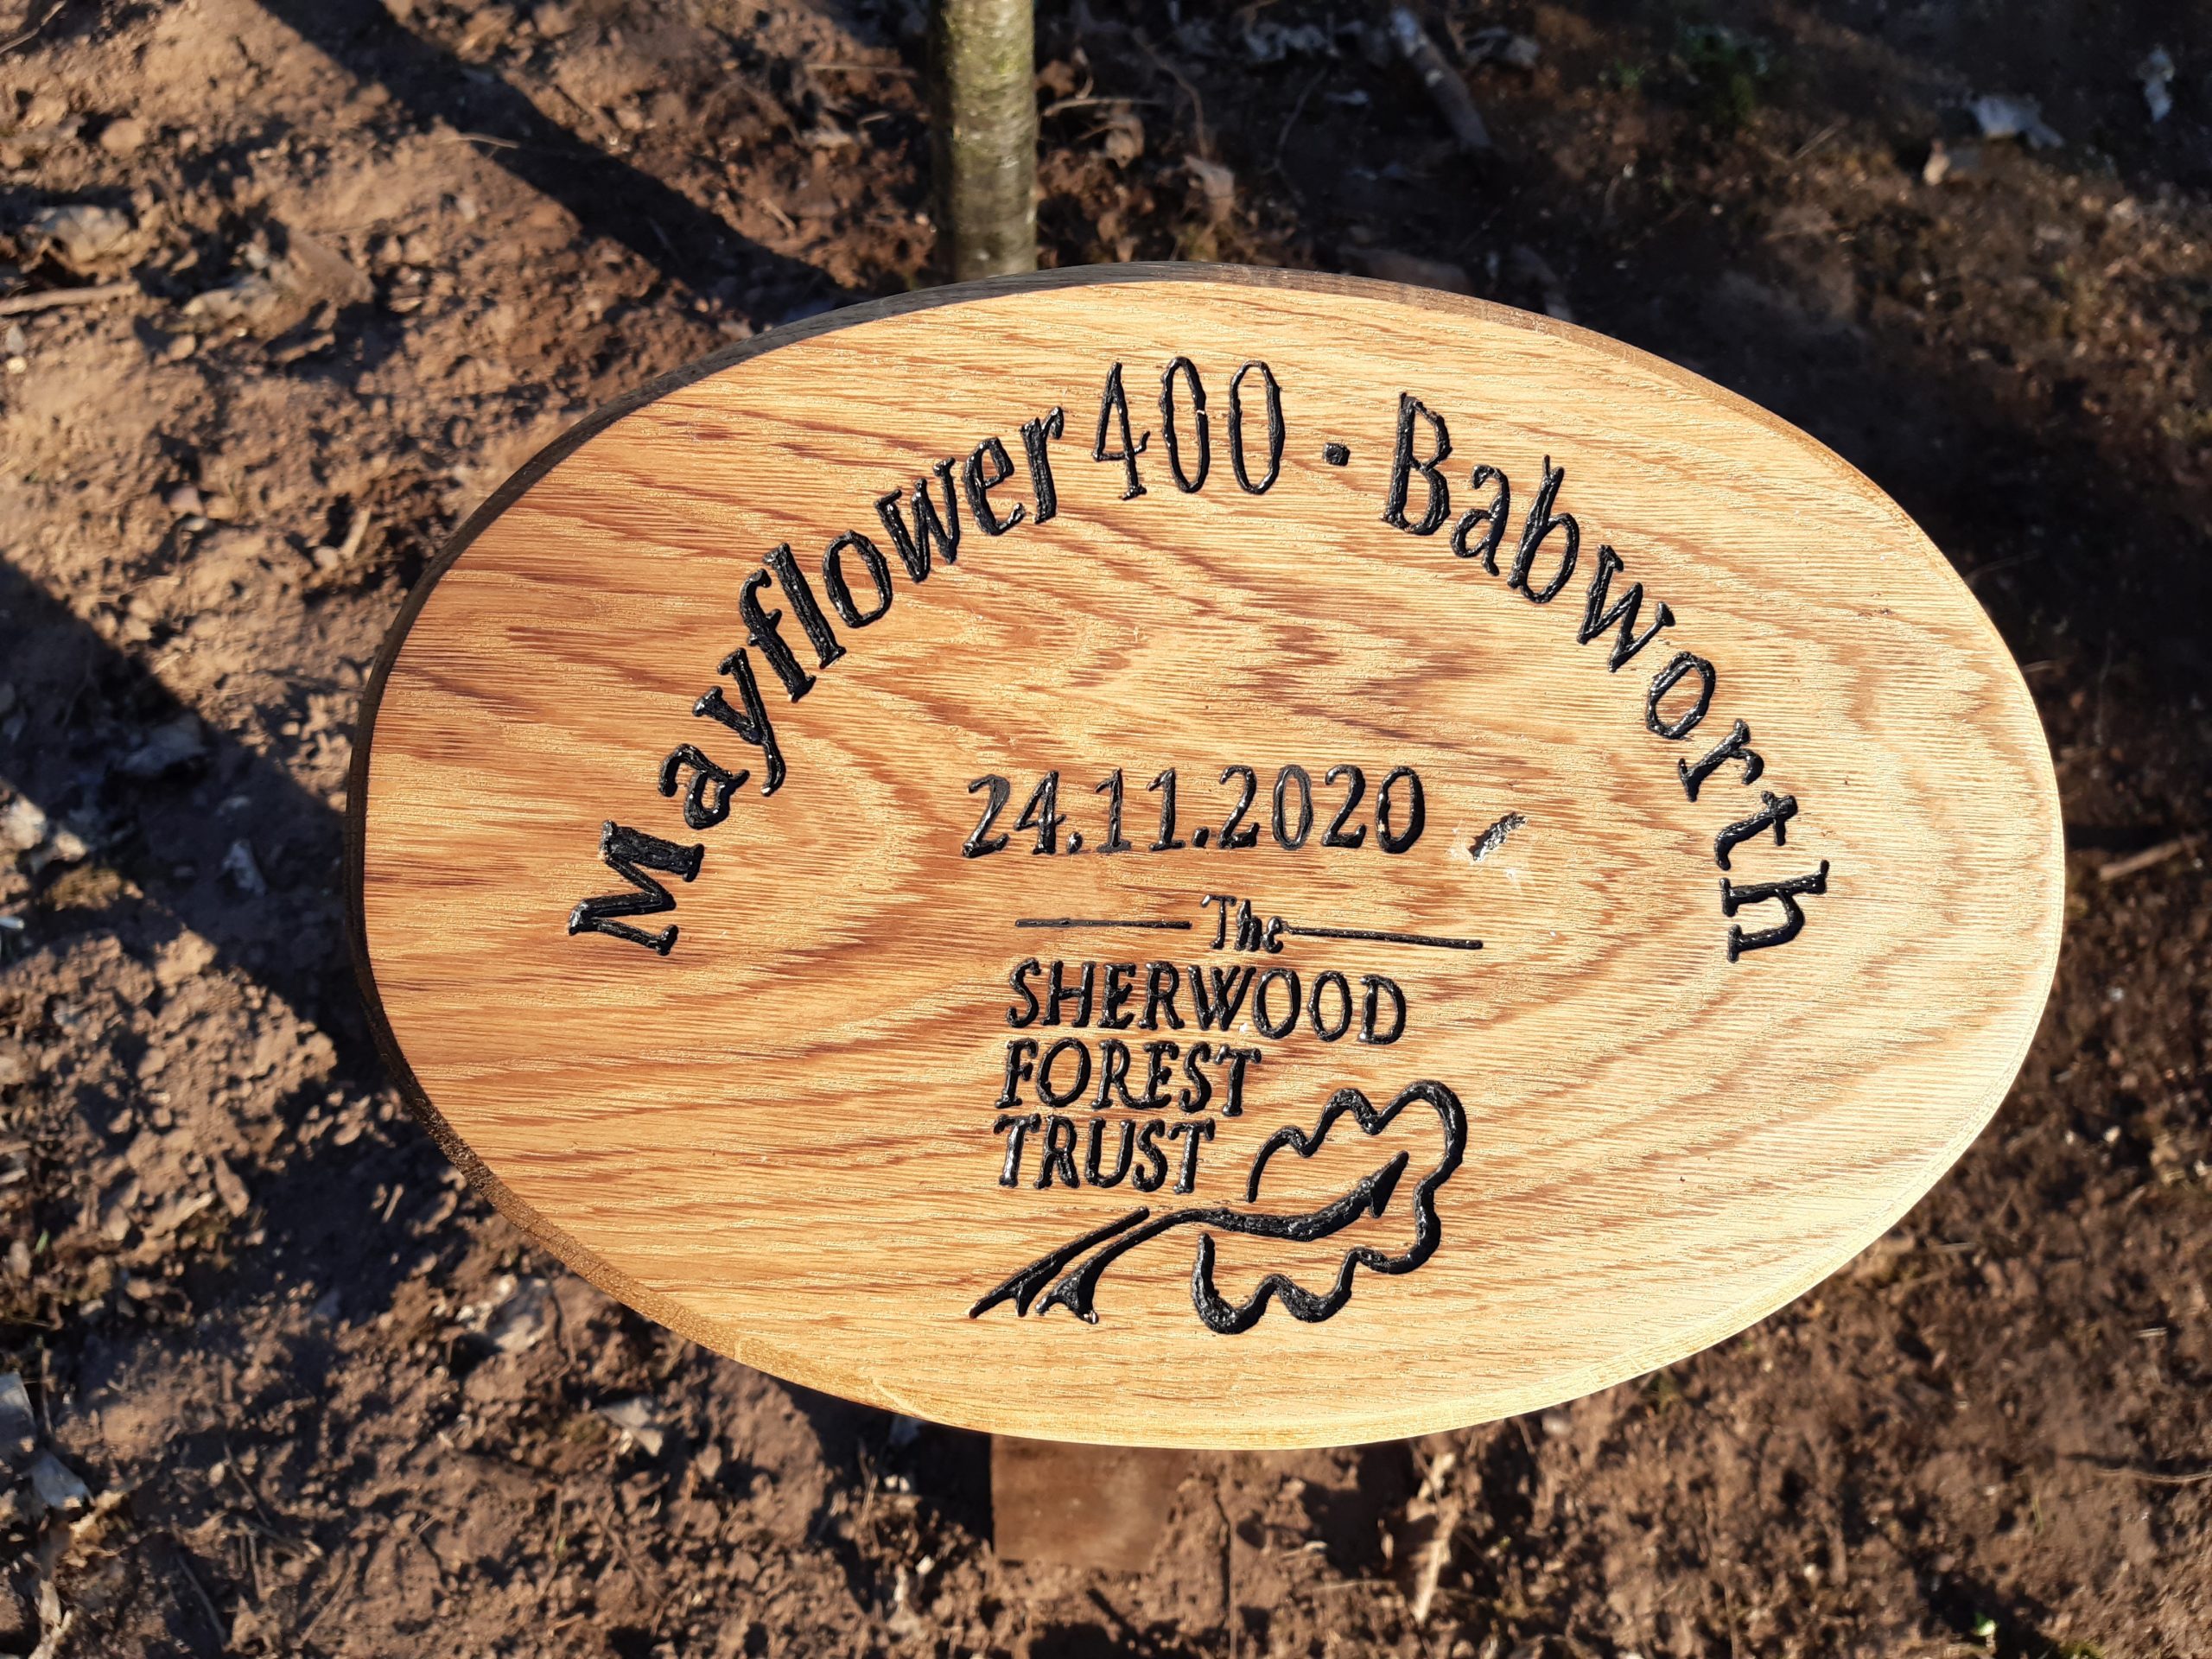 Mayflower 400 · Babworth
24.11.2020
The
SHERWOOD
FOREST
TRUST